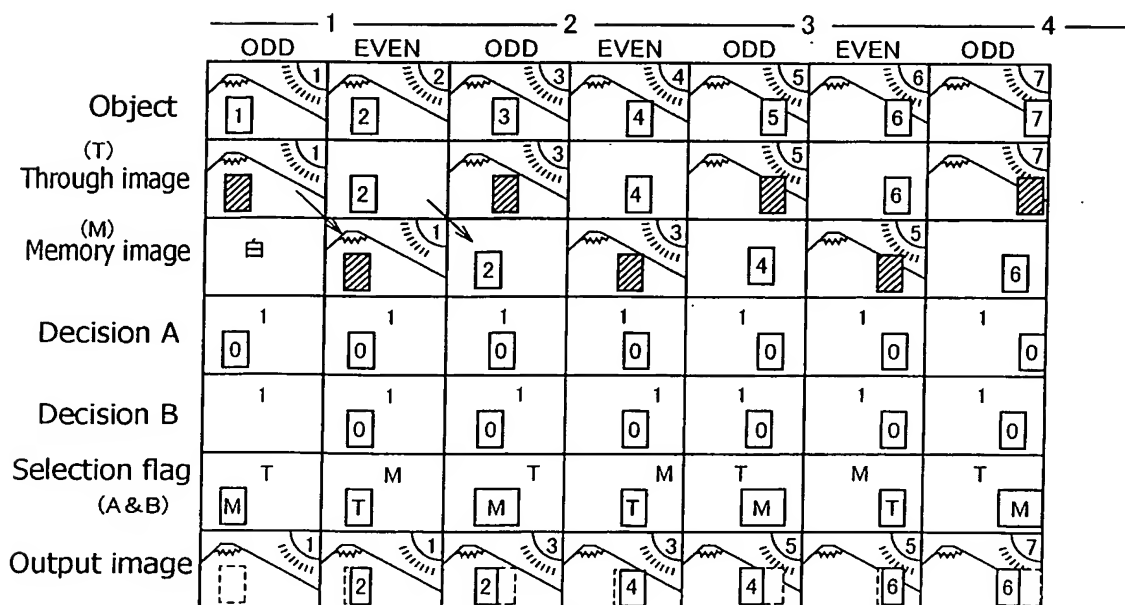 1 2 3 4
ODD EVEN ODD EVEN ODD EVEN ODD
Object 1 2 3 4 5 6 7
1 2 3 4 5 6 7
(T)
Through image 1 3 5 7
2 4 6
(M)
Memory image 白 1 3 5
2 4 6
Decision A 1 1 1 1 1 1 1
0 0 0 0 0 0 0
Decision B 1 1 1 1 1 1 1
0 0 0 0 0 0
Selection flag T M T M T M T
(A&B) M T M T M T M
Output image 1 1 3 3 5 5 7
2 2 4 4 6 6